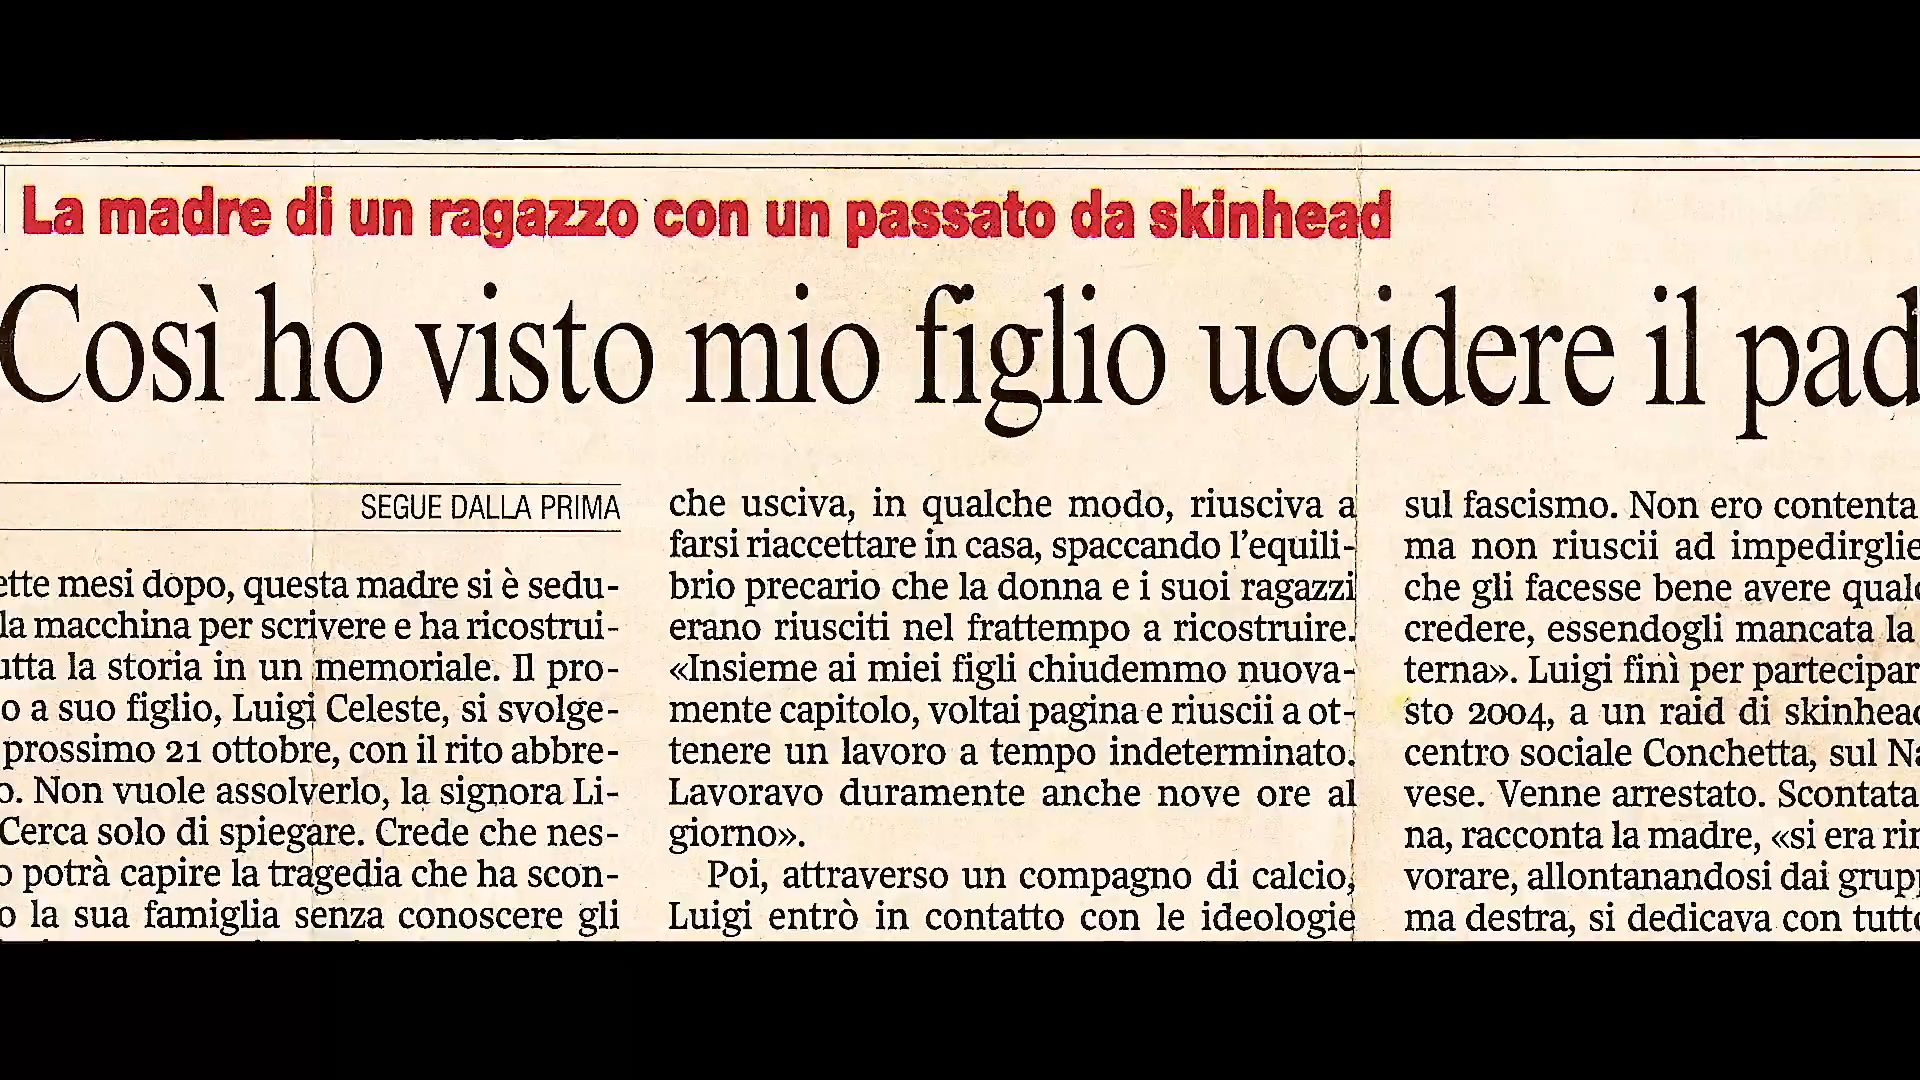 La madre di un ragazzo con un passato da skinhead
Così ho visto mio figlio uccidere il pad
SEGUE DALLA PRIMA
ette mesi dopo, questa madre si è sedu-
la macchina per scrivere e ha ricostrui-
utta la storia in un memoriale. Il pro-
o a suo figlio, Luigi Celeste, si svolge-
prossimo 21 ottobre, con il rito abbre-
o. Non vuole assolverlo, la signora Li-
Cerca solo di spiegare. Crede che nes-
o potrà capire la tragedia che ha scon-
o la sua famiglia senza conoscere gli
che usciva, in qualche modo, riusciva a
farsi riaccettare in casa, spaccando l'equili-
brio precario che la donna e i suoi ragazzi
erano riusciti nel frattempo a ricostruire.
«Insieme ai miei figli chiudemmo nuova-
mente capitolo, voltai pagina e riuscii a ot-
tenere un lavoro a tempo indeterminato.
Lavoravo duramente anche nove ore al
giorno».
Poi, attraverso un compagno di calcio,
Luigi entrò in contatto con le ideologie
sul fascismo. Non ero contenta
ma non riuscii ad impedirglie
che gli facesse bene avere qual
credere, essendogli mancata la
terna». Luigi finì per partecipar
sto 2004, a un raid di skinhead
centro sociale Conchetta, sul Na
vese. Venne arrestato. Scontata
na, racconta la madre, «si era rin
vorare, allontanandosi dai grupp
ma destra, si dedicava con tutto